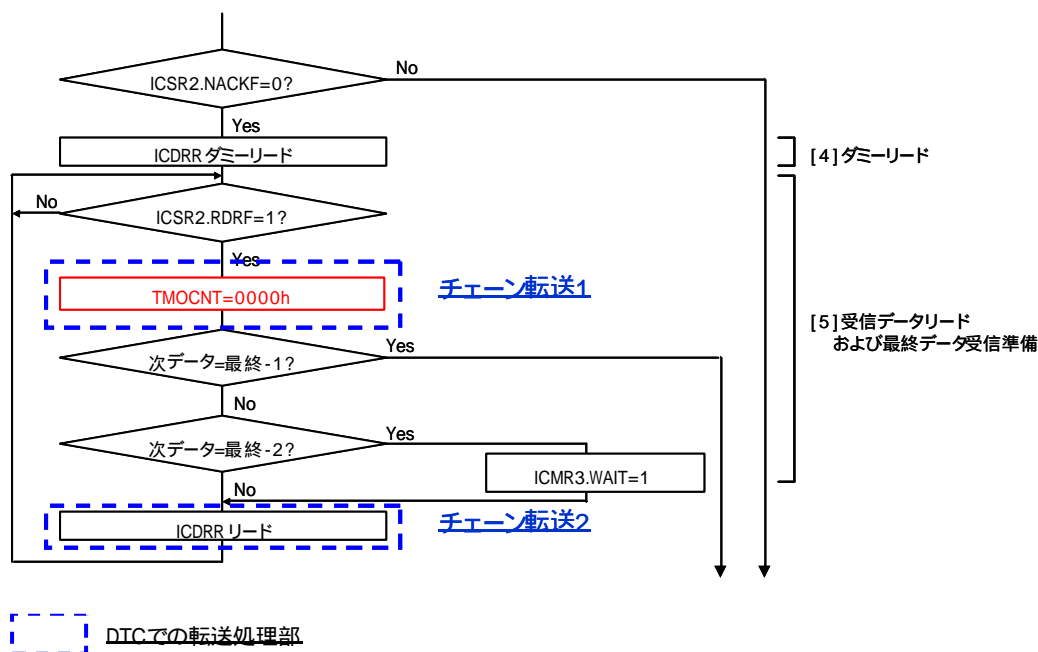 ICSR2.NACKF=0?
No
Yes
ICDRR ダミーリード
[4]ダミーリード
No
ICSR2.RDRF=1?
Yes
TMOCNT=0000h
チェーン転送1
[5]受信データリード
および最終データ受信準備
次データ=最終-1?
Yes
No
次データ=最終-2?
Yes
ICMR3.WAIT=1
No
ICDRR リード
チェーン転送2
DTCでの転送処理部